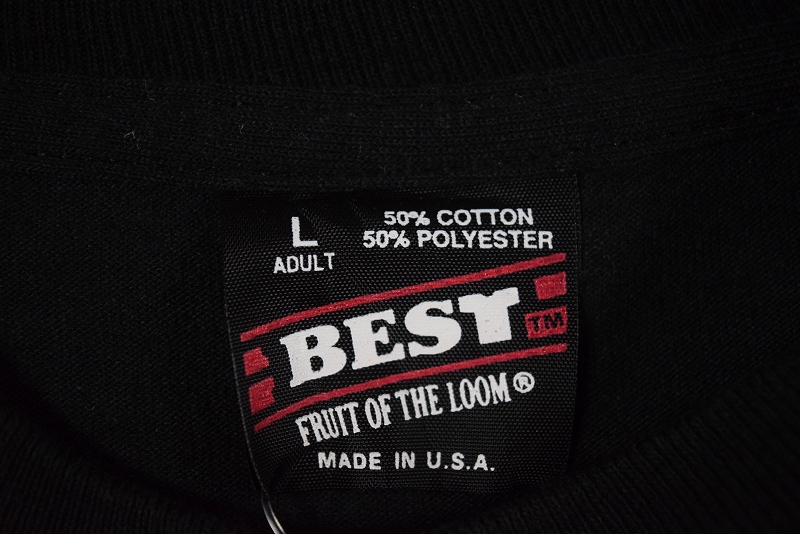 L
ADULT
50% COTTON
50% POLYESTER
BEST
TM
FRUIT OF THE LOOM®
MADE IN U.S.A.